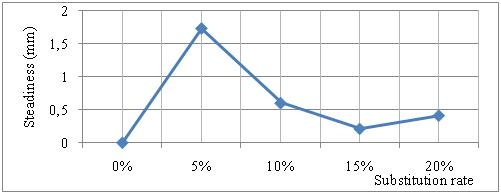 Steadiness (mm)
2
1,5
1
0,5
0
0% 5% 10% 15% 20%
Substitution rate